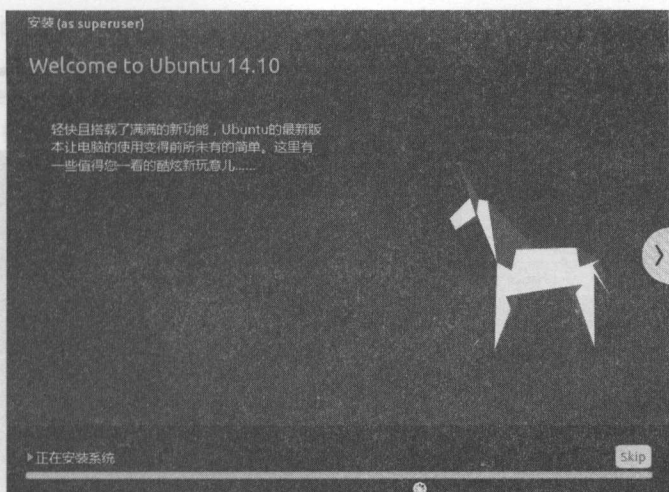 安装 (as superuser)
Welcome to Ubuntu 14.10
轻快且搭载了满满的新功能，Ubuntu的最新版
本让电脑的使用变得前所未有的简单。这里有
一些值得您一看的酷炫新玩意儿……
正在安装系统
Skip